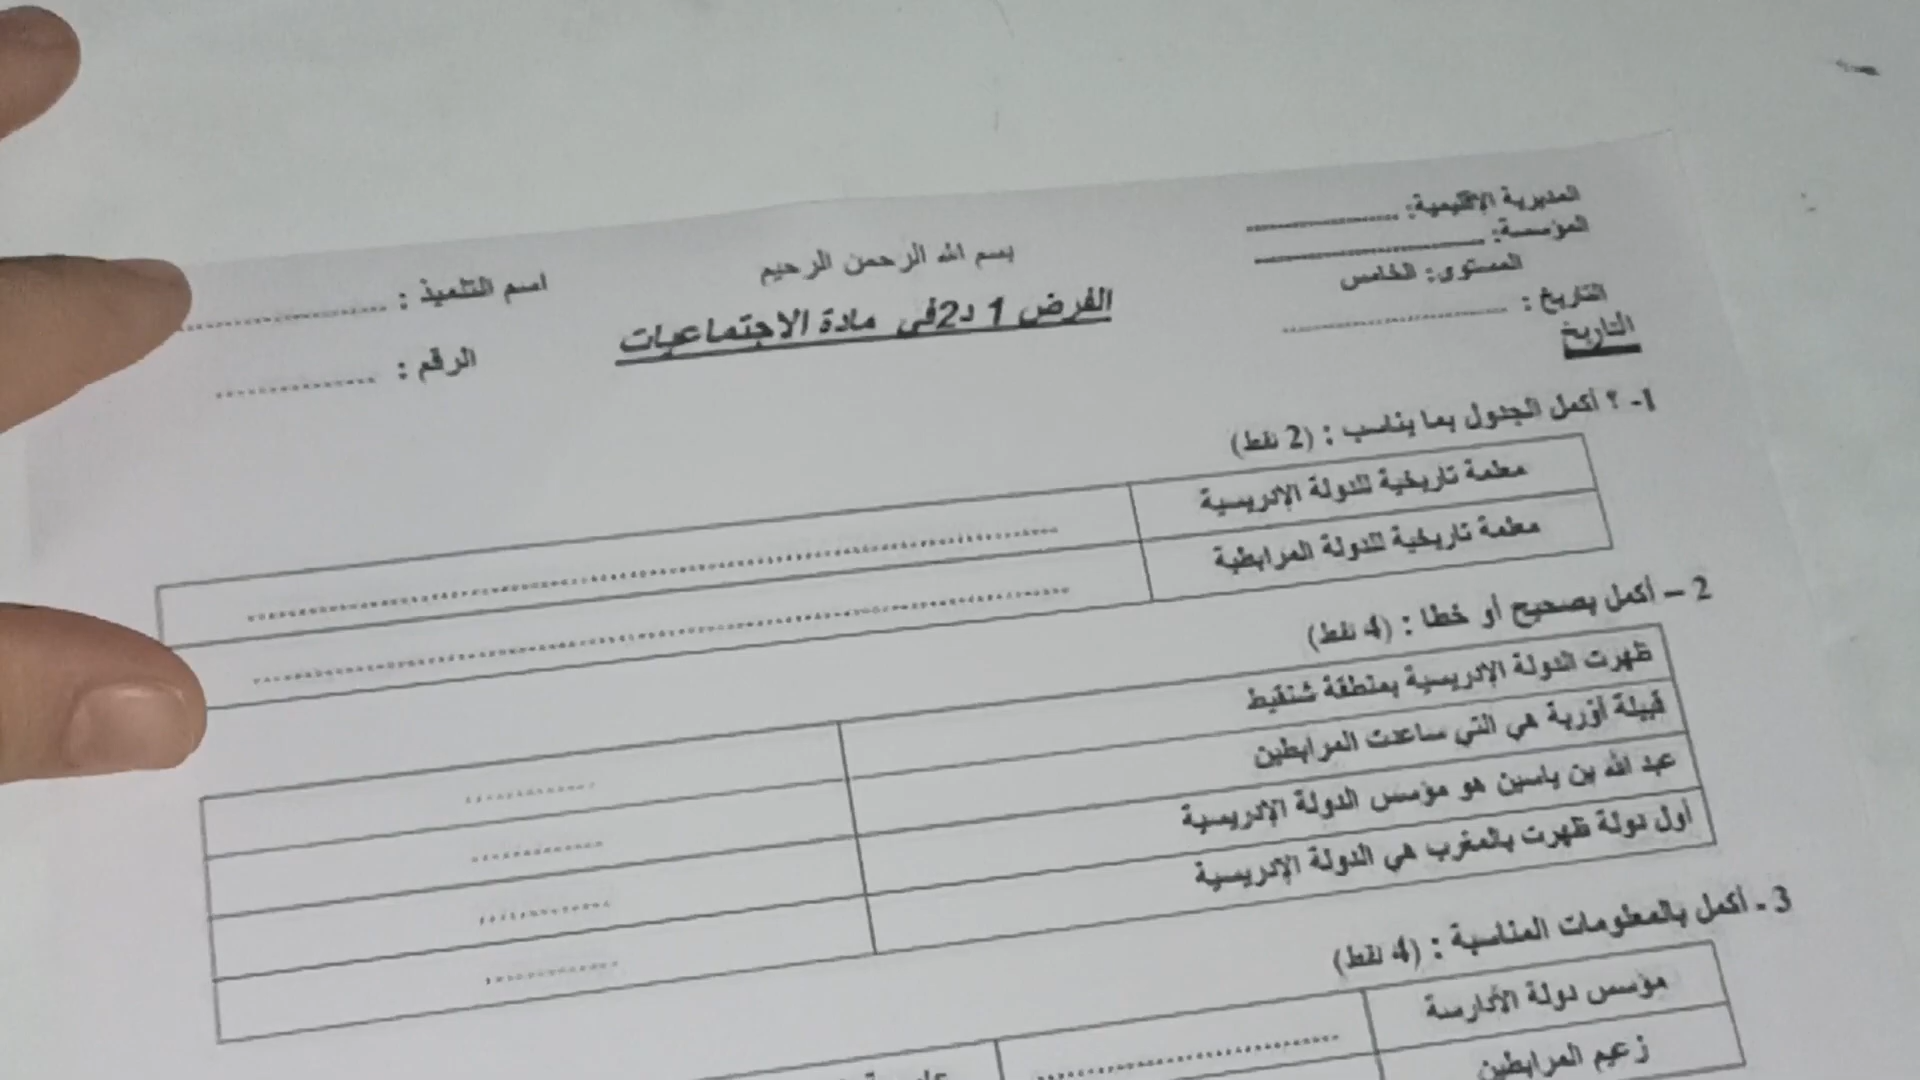 المديرية الإقليمية: ..................
المؤسسة: ..................
المستوى: الخامس
التاريخ : ..................
بسم الله الرحمن الرحيم
الفرض 1 د2في مادة الاجتماعيات
اسم التلميذ : ..................
الرقم : ..................
التاريخ
1- ؟ أكمل الجدول بما يناسب : (2 نقط)
معلمة تاريخية للدولة الإدريسية ..................
معلمة تاريخية للدولة المرابطية ..................
2 – أكمل بصحيح أو خطا : (4 نقط)
ظهرت الدولة الإدريسية بمنطقة شنقيط ..................
قبيلة أوربة هي التي ساعدت المرابطين ..................
عبد الله بن ياسين هو مؤسس الدولة الإدريسية ..................
أول دولة ظهرت بالمغرب هي الدولة الإدريسية ..................
3 - أكمل بالمعلومات المناسبة : (4 نقط)
مؤسس دولة الأدارسة ..................
زعيم المرابطين